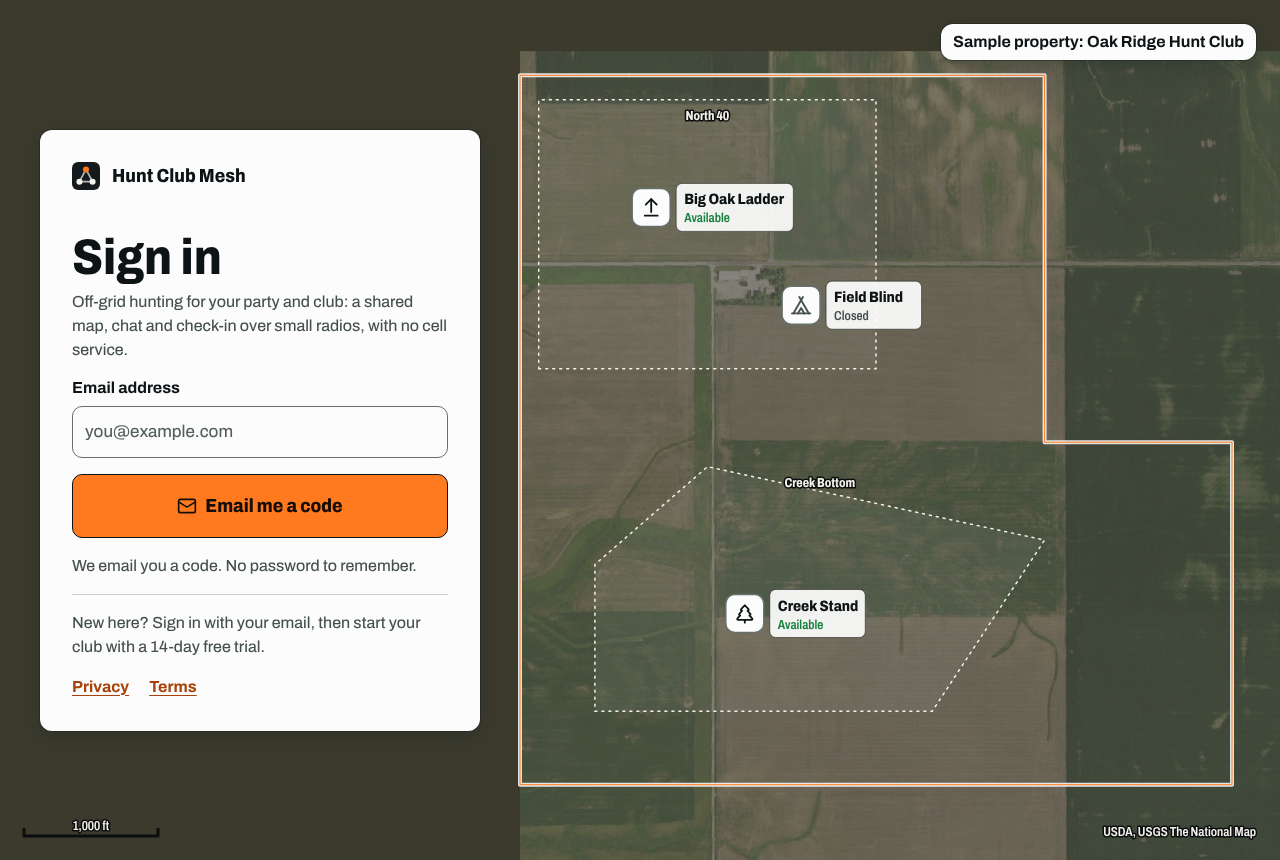 Sample property: Oak Ridge Hunt Club
Hunt Club Mesh
Sign in
Off-grid hunting for your party and club: a shared
map, chat and check-in over small radios, with no cell
service.
Email address
you@example.com
Email me a code
We email you a code. No password to remember.
New here? Sign in with your email, then start your
club with a 14-day free trial.
Privacy Terms
North 40
Big Oak Ladder
Available
Field Blind
Closed
Creek Bottom
Creek Stand
Available
1,000 ft
USDA, USGS The National Map